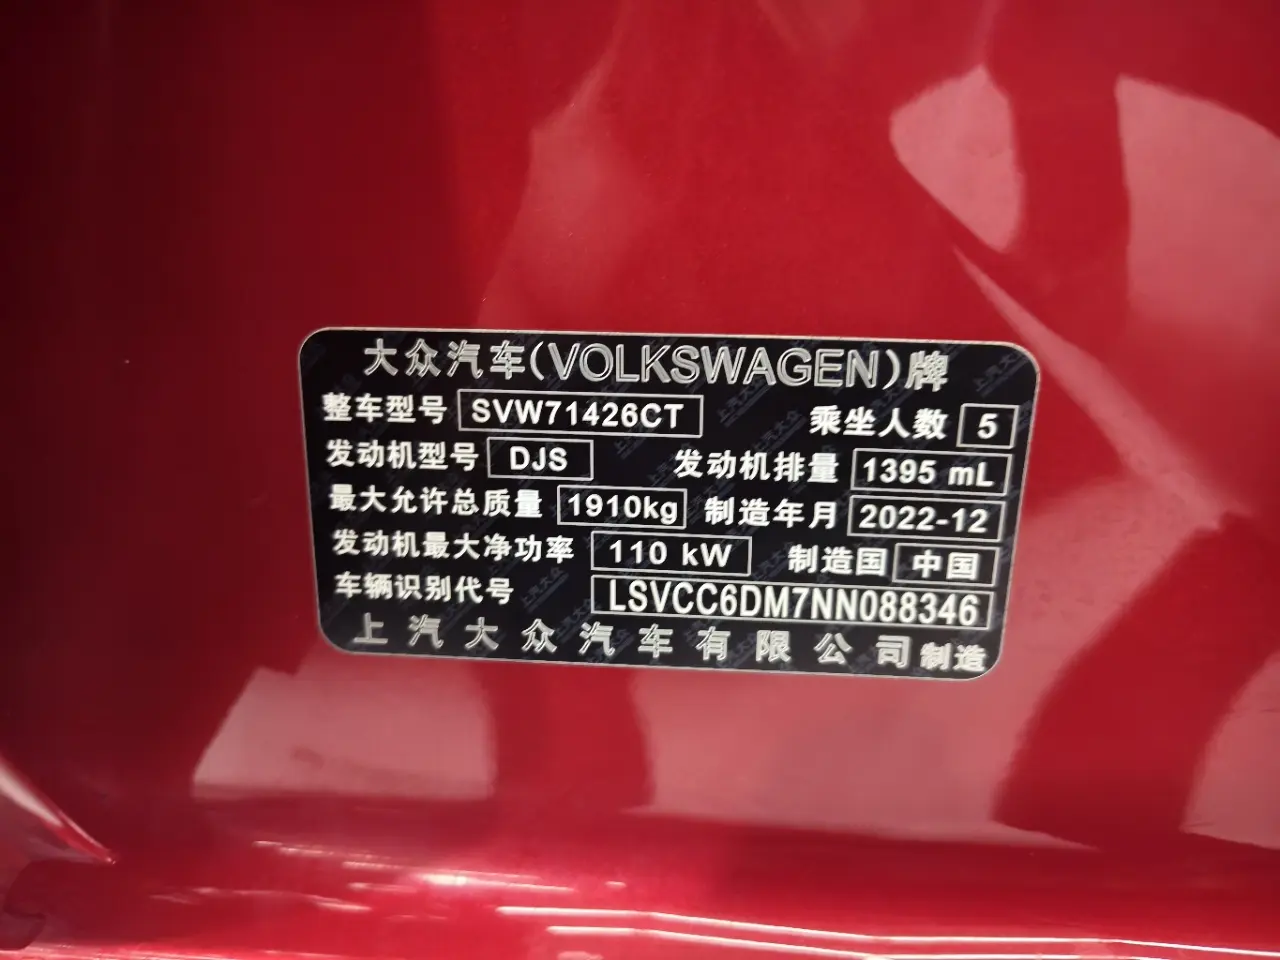 大众汽车(VOLKSWAGEN)牌
整车型号 SVW71426CT 乘坐人数 5
发动机型号 DJS 发动机排量 1395 mL
最大允许总质量 1910kg 制造年月 2022-12
发动机最大净功率 110 kW 制造国 中国
车辆识别代号 LSVCC6DM7NN088346
上汽大众汽车有限公司制造